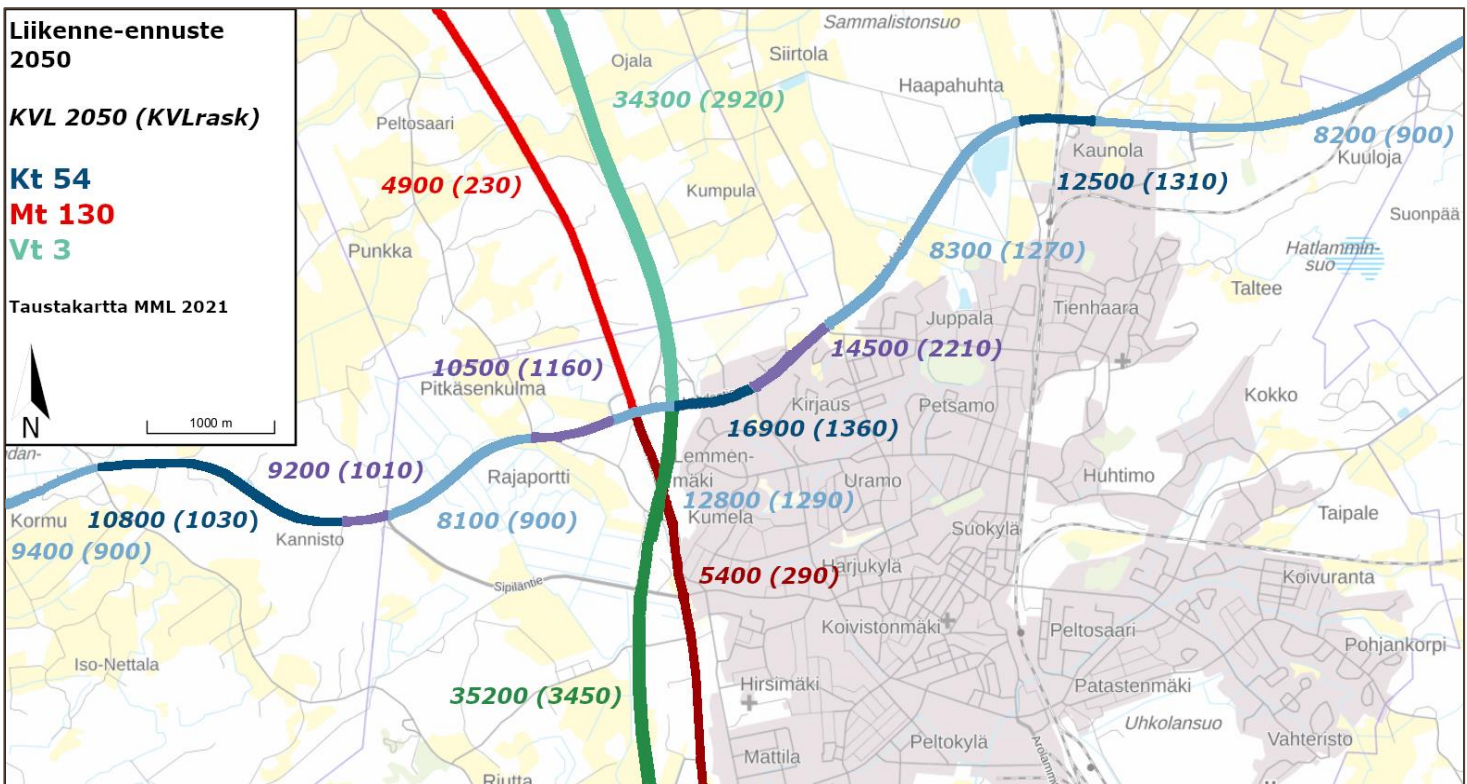 Liikenne-ennuste
2050
KVL 2050 (KVLrask)
Kt 54
Mt 130
Vt 3
Taustakartta MML 2021
N
1000 m
Sammalistonsuo
Ojala
Siirtola
Haapahuhta
34300 (2920)
Peltosaari
Kaunola
8200 (900)
Kuuloja
4900 (230)
Kumpula
12500 (1310)
Suonpää
Punkka
8300 (1270)
Hatlammin-
suo
Taltee
Tienhaara
Juppala
14500 (2210)
10500 (1160)
Pitkäsenkulma
Kirjaus
Petsamo
Kokko
16900 (1360)
dan-
9200 (1010)
Rajaportti
Lemmen-
mäki
Uramo
Huhtimo
12800 (1290)
Kumela
Kormu
10800 (1030)
8100 (900)
Suokylä
Taipale
Kannisto
9400 (900)
Harjukylä
5400 (290)
Koivuranta
Sipiläntie
Koivistonmäki
Peltosaari
Pohjankorpi
Iso-Nettala
35200 (3450)
Hirsimäki
Patastenmäki
Uhkolansuo
Peltokylä
Vahteristo
Mattila
Riutta